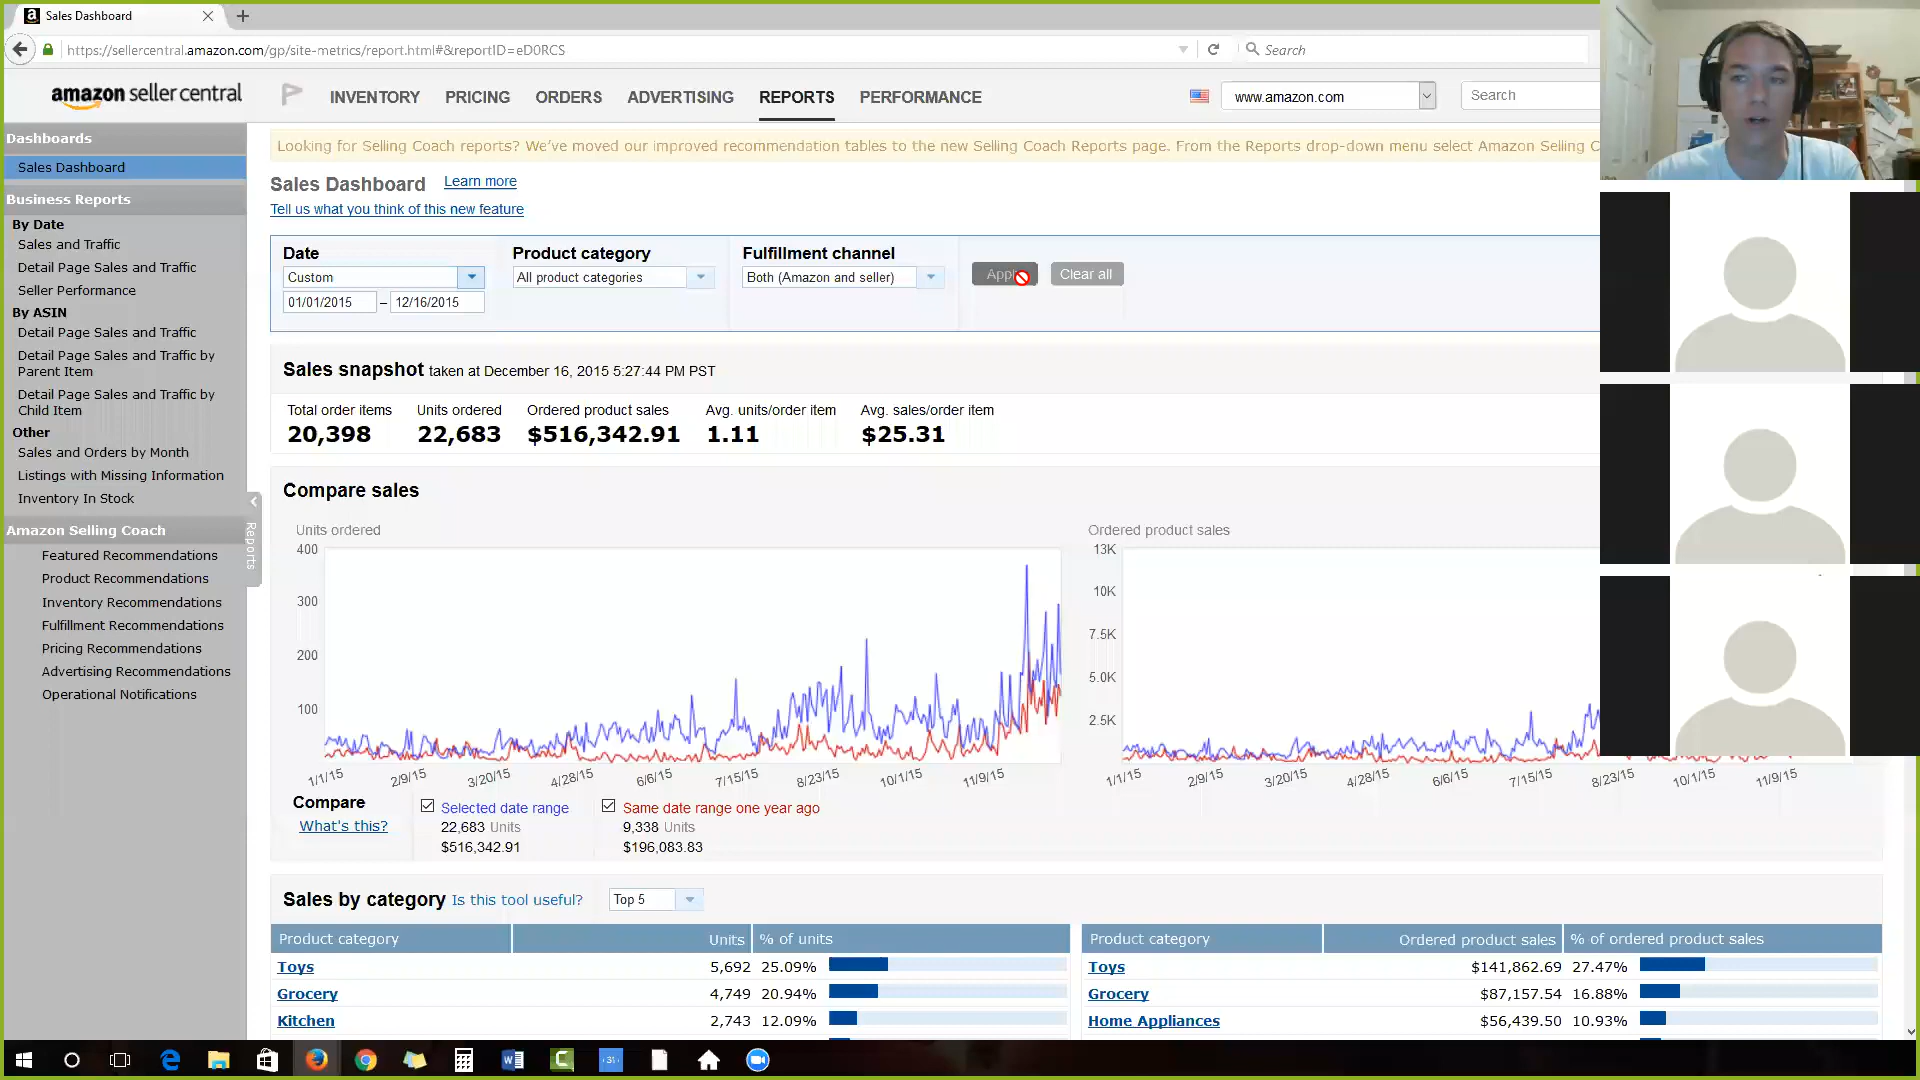 Sales Dashboard
https://sellercentral.amazon.com/gp/site-metrics/report.html#&reportID=eD0RCS
Search
amazon seller central
INVENTORY PRICING ORDERS ADVERTISING REPORTS PERFORMANCE
www.amazon.com
Search
Dashboards
Sales Dashboard
Business Reports
By Date
Sales and Traffic
Detail Page Sales and Traffic
Seller Performance
By ASIN
Detail Page Sales and Traffic
Detail Page Sales and Traffic by
Parent Item
Detail Page Sales and Traffic by
Child Item
Other
Sales and Orders by Month
Listings with Missing Information
Inventory In Stock
Amazon Selling Coach
Featured Recommendations
Product Recommendations
Inventory Recommendations
Fulfillment Recommendations
Pricing Recommendations
Advertising Recommendations
Operational Notifications
Reports
Looking for Selling Coach reports? We've moved our improved recommendation tables to the new Selling Coach Reports page. From the Reports drop-down menu select Amazon Selling C
Sales Dashboard Learn more
Tell us what you think of this new feature
Date Product category Fulfillment channel
Custom All product categories Both (Amazon and seller) Clear all
01/01/2015 – 12/16/2015
Sales snapshot taken at December 16, 2015 5:27:44 PM PST
Total order items Units ordered Ordered product sales Avg. units/order item Avg. sales/order item
20,398 22,683 $516,342.91 1.11 $25.31
Compare sales
Units ordered
400
300
200
100
1/1/15 2/9/15 3/20/15 4/28/15 6/6/15 7/15/15 8/23/15 10/1/15 11/9/15
Ordered product sales
13K
10K
7.5K
5.0K
2.5K
1/1/15 2/9/15 3/20/15 4/28/15 6/6/15 7/15/15 8/23/15 10/1/15 11/9/15
Compare
What's this?
Selected date range
22,683 Units
$516,342.91
Same date range one year ago
9,338 Units
$196,083.83
Sales by category Is this tool useful? Top 5
Product category Units % of units
Toys 5,692 25.09%
Grocery 4,749 20.94%
Kitchen 2,743 12.09%
Product category Ordered product sales % of ordered product sales
Toys $141,862.69 27.47%
Grocery $87,157.54 16.88%
Home Appliances $56,439.50 10.93%
31